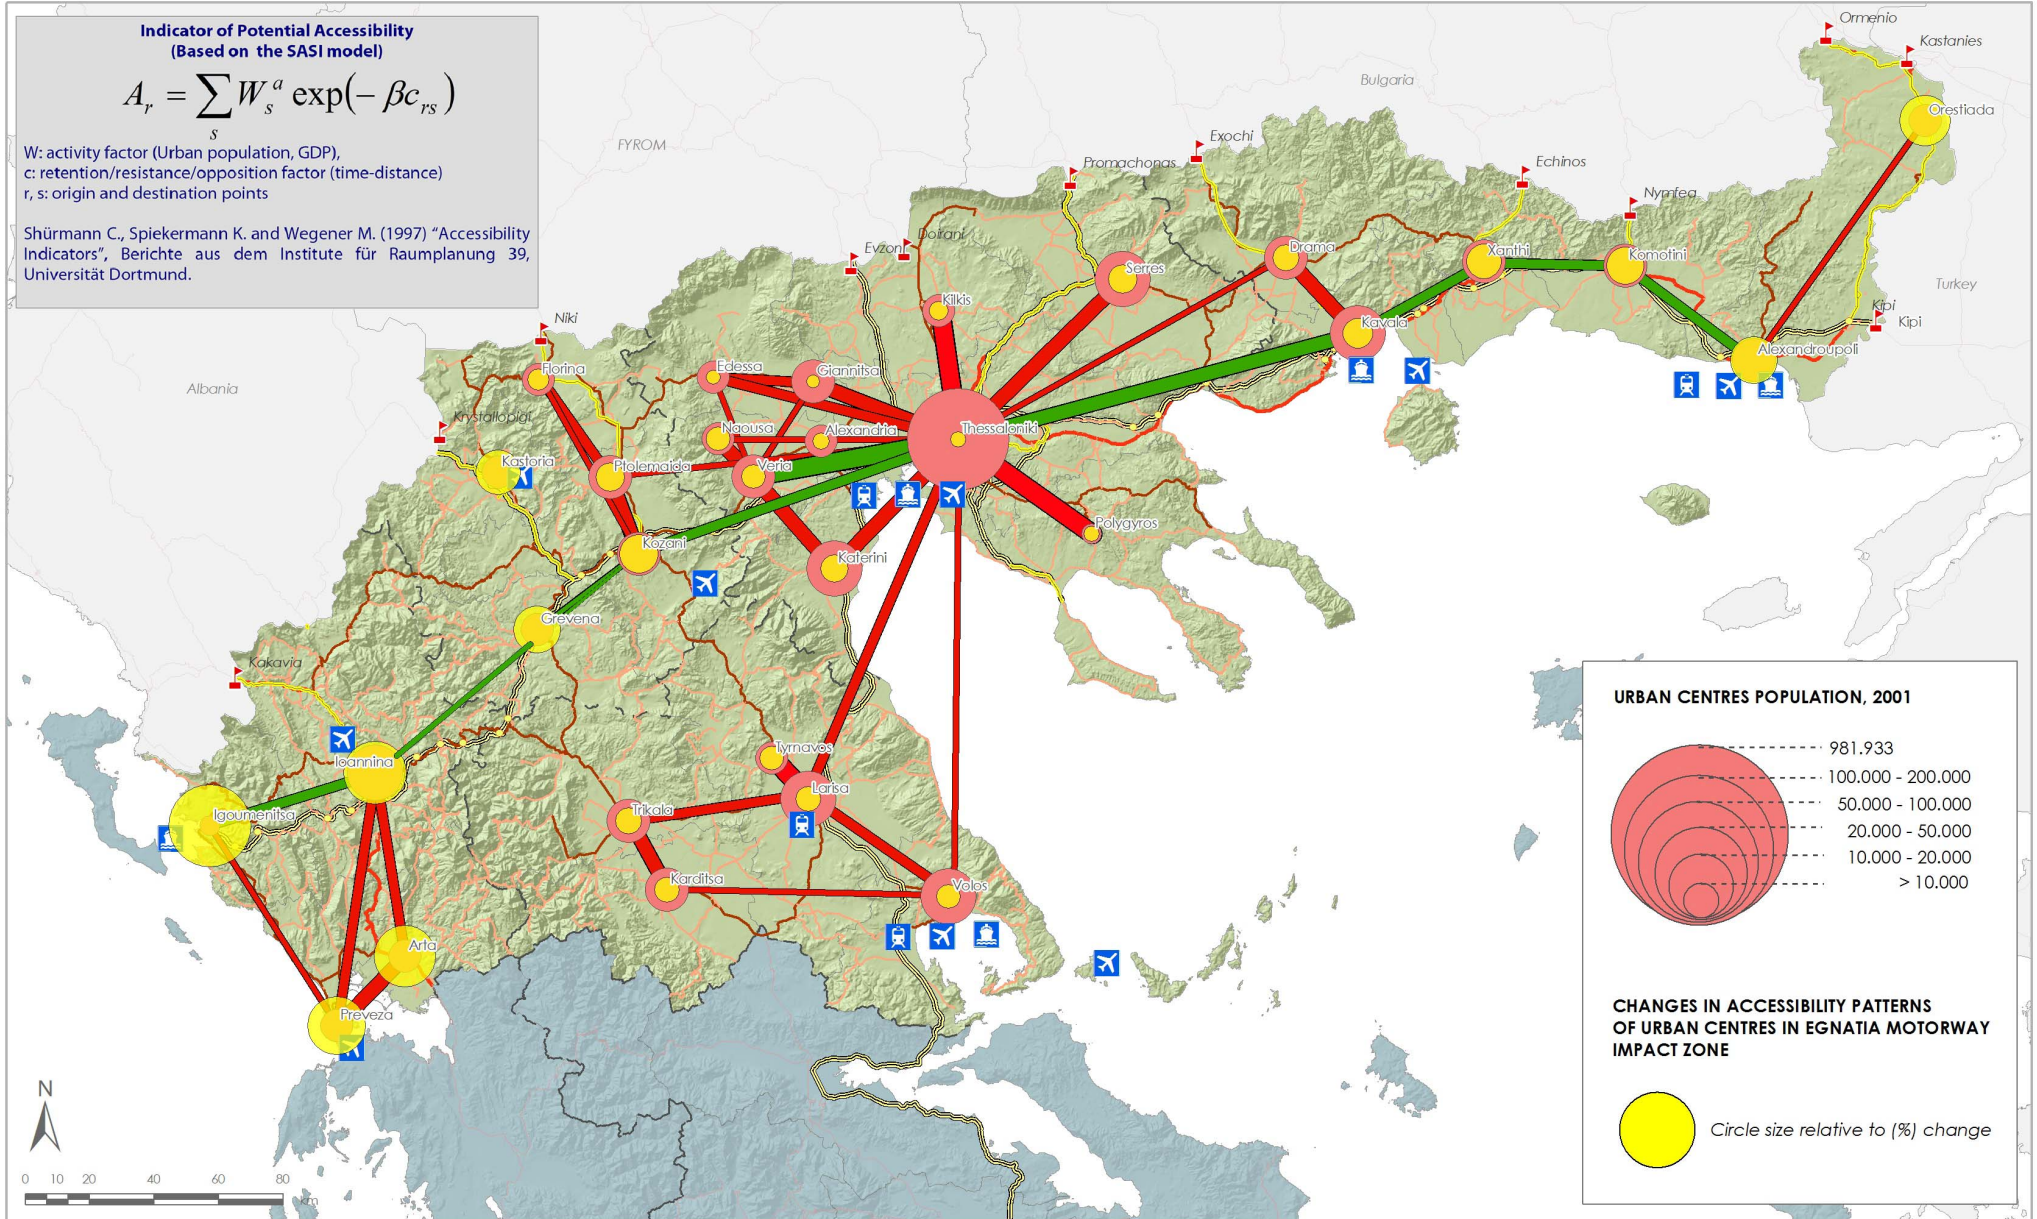 Indicator of Potential Accessibility
(Based on the SASI model)
A_r = ∑_s W_s^a exp(− βc_rs)
W: activity factor (Urban population, GDP),
c: retention/resistance/opposition factor (time-distance)
r, s: origin and destination points
Shürmann C., Spiekermann K. and Wegener M. (1997) “Accessibility
Indicators”, Berichte aus dem Institute für Raumplanung 39,
Universität Dortmund.
Ormenio
Kastanies
Bulgaria
Orestiada
FYROM
Exochi
Promachonas
Echinos
Nymfea
Doirani
Evzoni
Drama
Xanthi
Komotini
Serres
Turkey
Kilkis
Kipi
Kipi
Niki
Kavala
Alexandroupoli
Florina
Edessa
Giannitsa
Albania
Krystallopigi
Naousa
Alexandria
Thessaloniki
Kastoria
Ptolemaida
Veria
Polygyros
Kozani
Katerini
Grevena
Kakavia
Tyrnavos
Ioannina
Larisa
Trikala
Igoumenitsa
Karditsa
Volos
Arta
Preveza
URBAN CENTRES POPULATION, 2001
981.933
100.000 - 200.000
50.000 - 100.000
20.000 - 50.000
10.000 - 20.000
> 10.000
CHANGES IN ACCESSIBILITY PATTERNS
OF URBAN CENTRES IN EGNATIA MOTORWAY
IMPACT ZONE
Circle size relative to (%) change
N
0 10 20 40 60 80
km